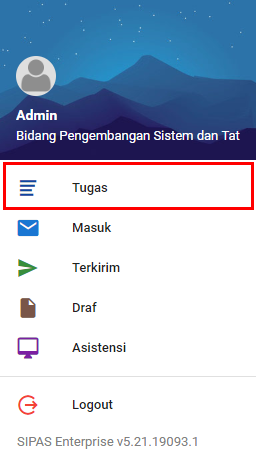 Admin
Bidang Pengembangan Sistem dan Tat
Tugas
Masuk
Terkirim
Draf
Asistensi
Logout
SIPAS Enterprise v5.21.19093.1